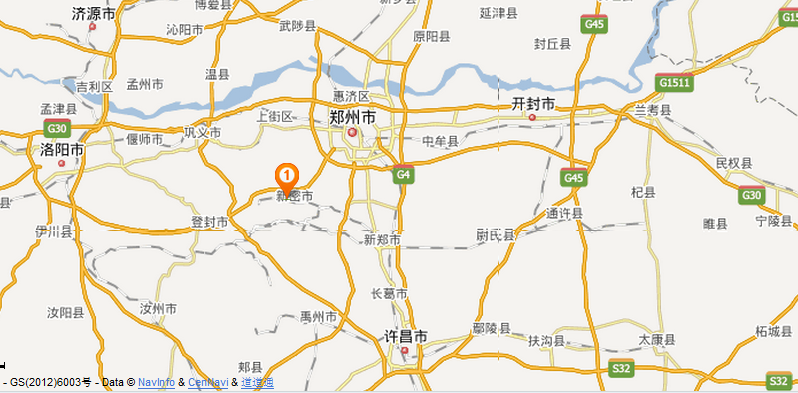 博爱县
济源市
沁阳市
武陟县
原阳县
延津县
G45
封丘县
吉利区
孟州市
温县
G1511
孟津县
惠济区
开封市
兰考县
上街区
郑州市
G30
偃师市
巩义市
中牟县
洛阳市
民权县
1
G4
G45
新密市
杞县
G30
登封市
通许县
睢县
宁陵县
伊川县
新郑市
尉氏县
长葛市
汝阳县
汝州市
禹州市
许昌市
鄢陵县
扶沟县
太康县
柘城县
郏县
S32
S32
- GS(2012)6003号 - Data © NavInfo & CenNavi & 道道通